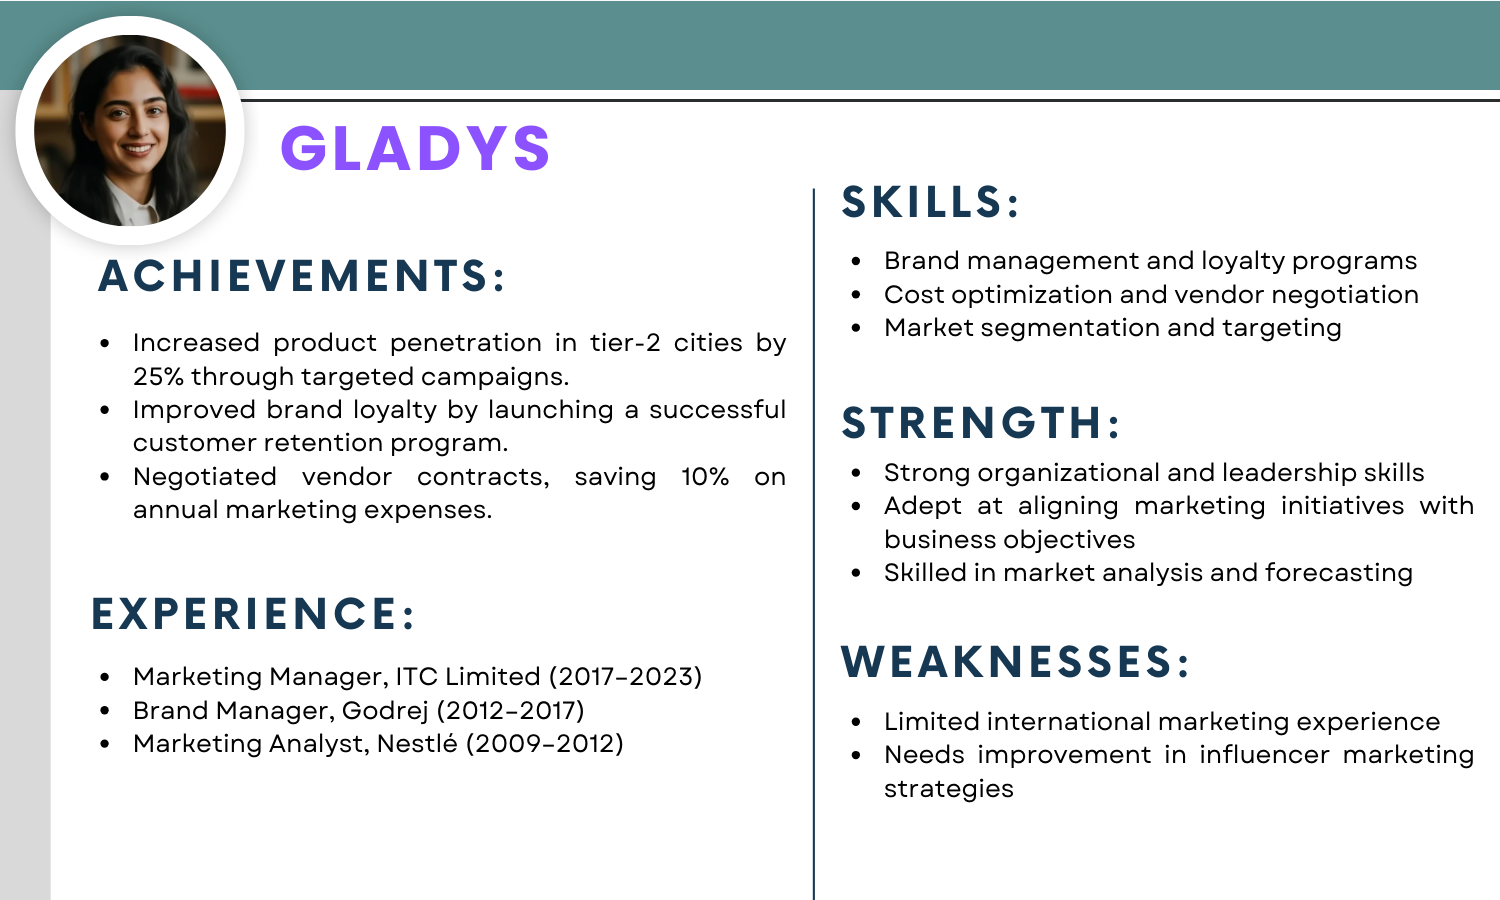 GLADYS
ACHIEVEMENTS:
• Increased product penetration in tier-2 cities by
25% through targeted campaigns.
• Improved brand loyalty by launching a successful
customer retention program.
• Negotiated vendor contracts, saving 10% on
annual marketing expenses.
EXPERIENCE:
• Marketing Manager, ITC Limited (2017–2023)
• Brand Manager, Godrej (2012–2017)
• Marketing Analyst, Nestlé (2009–2012)
SKILLS:
• Brand management and loyalty programs
• Cost optimization and vendor negotiation
• Market segmentation and targeting
STRENGTH:
• Strong organizational and leadership skills
• Adept at aligning marketing initiatives with
business objectives
• Skilled in market analysis and forecasting
WEAKNESSES:
• Limited international marketing experience
• Needs improvement in influencer marketing
strategies